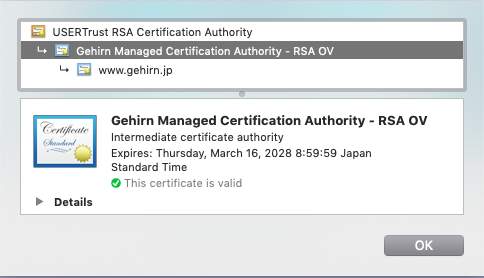 USERTrust RSA Certification Authority
Gehirn Managed Certification Authority - RSA OV
www.gehirn.jp
Certificate
Standard
Gehirn Managed Certification Authority - RSA OV
Intermediate certificate authority
Expires: Thursday, March 16, 2028 8:59:59 Japan
Standard Time
This certificate is valid
Details
OK